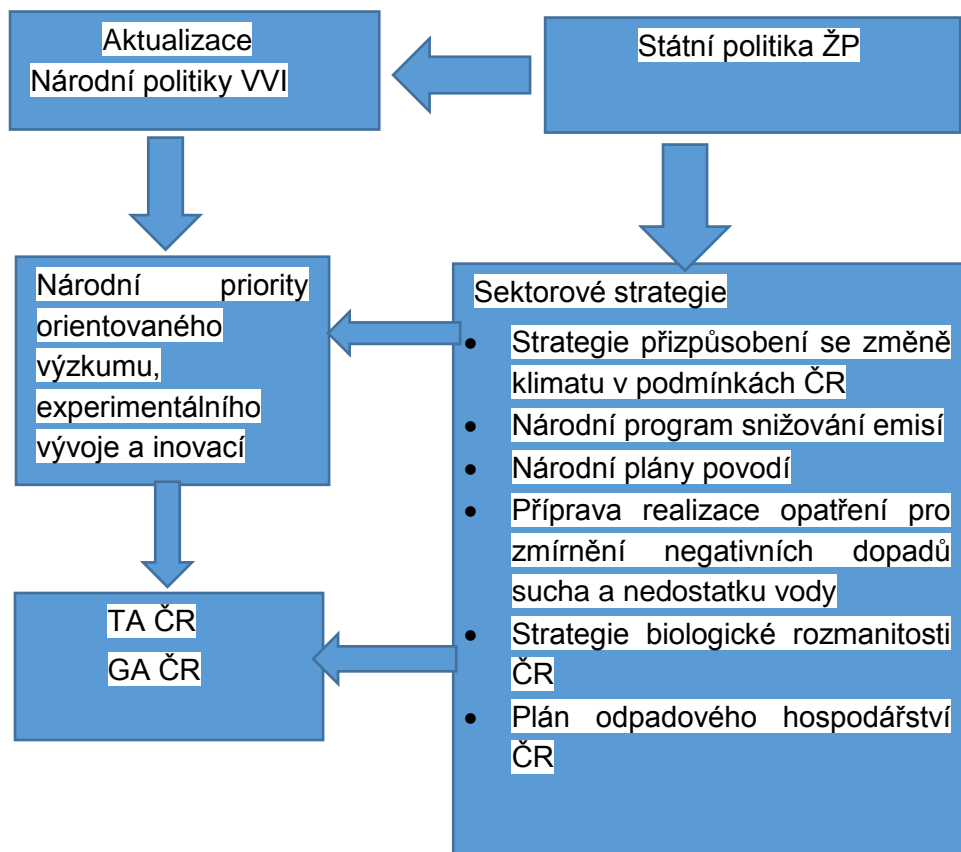 Aktualizace
Národní politiky VVI
Státní politika ŽP
Národní priority
orientovaného
výzkumu,
experimentálního
vývoje a inovací
Sektorové strategie
• Strategie přizpůsobení se změně
klimatu v podmínkách ČR
• Národní program snižování emisí
• Národní plány povodí
• Příprava realizace opatření pro
zmírnění negativních dopadů
sucha a nedostatku vody
• Strategie biologické rozmanitosti
ČR
• Plán odpadového hospodářství
ČR
TA ČR
GA ČR